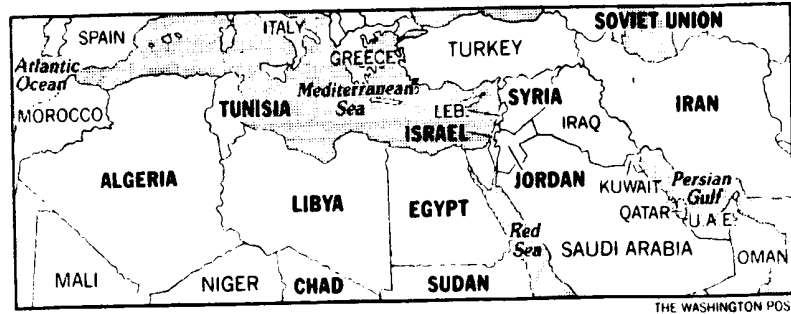 SOVIET UNION
SPAIN
ITALY
GREECE
TURKEY
Atlantic
Ocean
MOROCCO
TUNISIA
Mediterranean
Sea
LEB.
SYRIA
IRAQ
IRAN
ISRAEL
ALGERIA
LIBYA
EGYPT
JORDAN
KUWAIT
Persian
Gulf
QATAR
U.A.E.
Red
Sea
SAUDI ARABIA
OMAN
MALI
NIGER
CHAD
SUDAN
THE WASHINGTON POS